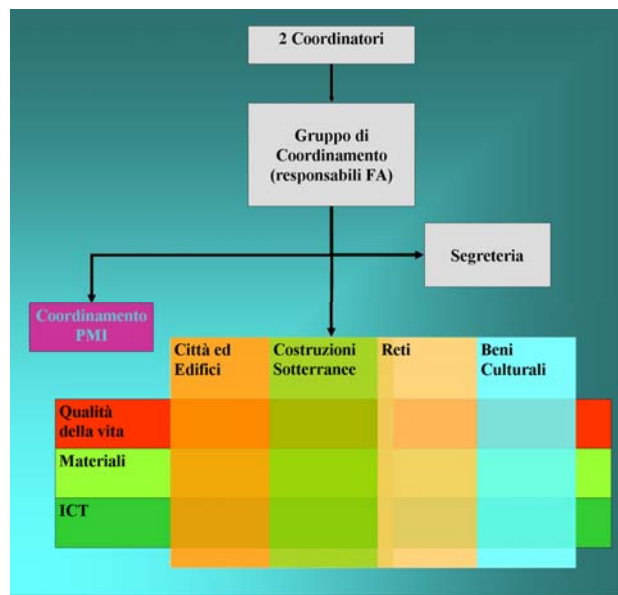 2 Coordinatori
Gruppo di
Coordinamento
(responsabili FA)
Segreteria
Coordinamento
PMI
Città ed
Edifici
Costruzioni
Sotterranee
Reti
Beni
Culturali
Qualità
della vita
Materiali
ICT